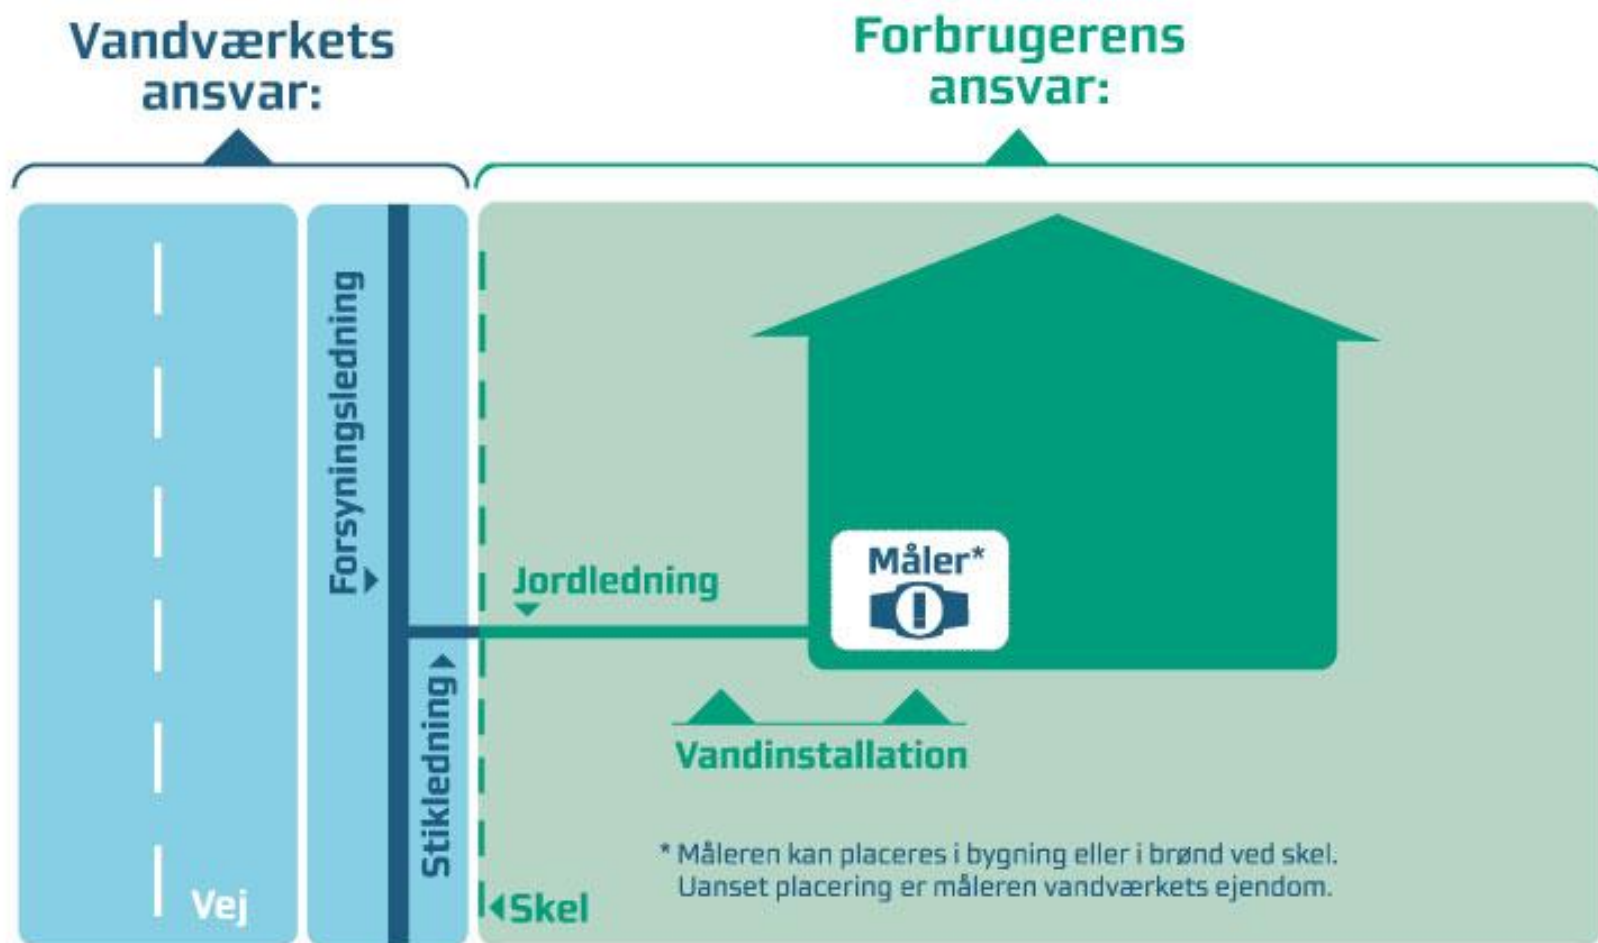 Vandværkets
ansvar:
Forbrugerens
ansvar:
Forsyningsledning
Stikledning
Vej
Jordledning
Måler*
Vandinstallation
* Måleren kan placeres i bygning eller i brønd ved skel.
Uanset placering er måleren vandværkets ejendom.
Skel